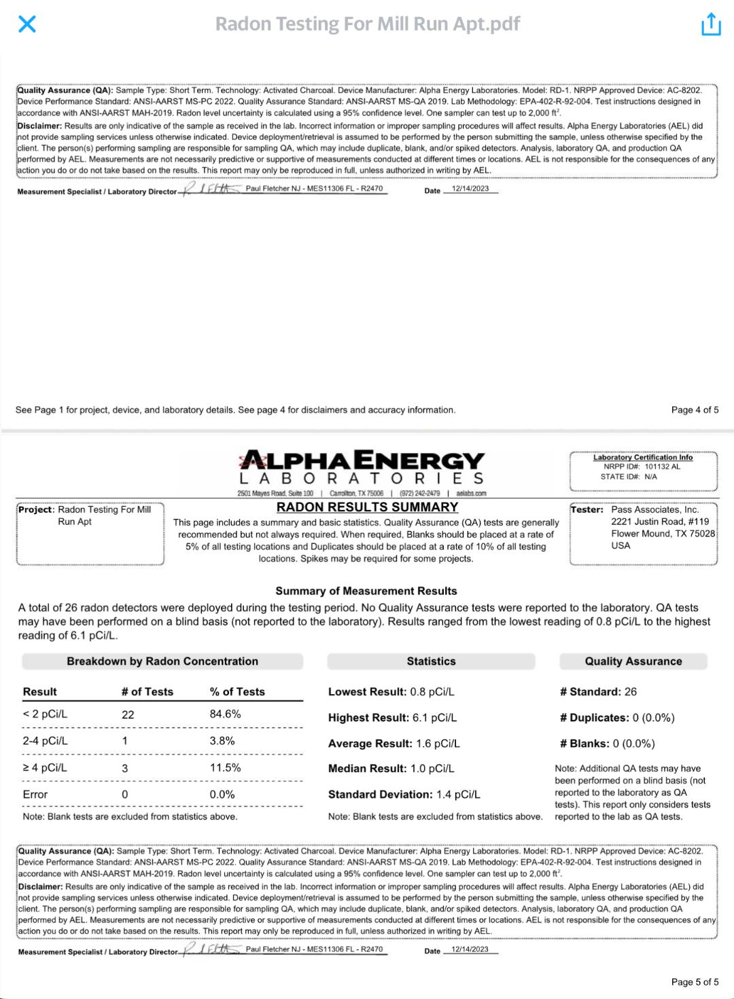 Radon Testing For Mill Run Apt.pdf
Quality Assurance (QA): Sample Type: Short Term. Technology: Activated Charcoal. Device Manufacturer: Alpha Energy Laboratories. Model: RD-1. NRPP Approved Device: AC-8202.
Device Performance Standard: ANSI-AARST MS-PC 2022. Quality Assurance Standard: ANSI-AARST MS-QA 2019. Lab Methodology: EPA-402-R-92-004. Test instructions designed in
accordance with ANSI-AARST MAH-2019. Radon level uncertainty is calculated using a 95% confidence level. One sampler can test up to 2,000 ft².
Disclaimer: Results are only indicative of the sample as received in the lab. Incorrect information or improper sampling procedures will affect results. Alpha Energy Laboratories (AEL) did
not provide sampling services unless otherwise indicated. Device deployment/retrieval is assumed to be performed by the person submitting the sample, unless otherwise specified by the
client. The person(s) performing sampling are responsible for sampling QA, which may include duplicate, blank, and/or spiked detectors. Analysis, laboratory QA, and production QA
performed by AEL. Measurements are not necessarily predictive or supportive of measurements conducted at different times or locations. AEL is not responsible for the consequences of any
action you do or do not take based on the results. This report may only be reproduced in full, unless authorized in writing by AEL.
Measurement Specialist / Laboratory Director Paul Fletcher NJ - MES11306 FL - R2470 Date 12/14/2023
See Page 1 for project, device, and laboratory details. See page 4 for disclaimers and accuracy information. Page 4 of 5
ALPHA ENERGY
LABORATORIES
2501 Mayes Road, Suite 100 | Carrollton, TX 75006 | (972) 242-2479 | aelabs.com
Laboratory Certification Info
NRPP ID#: 101132 AL
STATE ID#: N/A
Project: Radon Testing For Mill
Run Apt
RADON RESULTS SUMMARY
This page includes a summary and basic statistics. Quality Assurance (QA) tests are generally
recommended but not always required. When required, Blanks should be placed at a rate of
5% of all testing locations and Duplicates should be placed at a rate of 10% of all testing
locations. Spikes may be required for some projects.
Tester: Pass Associates, Inc.
2221 Justin Road, #119
Flower Mound, TX 75028
USA
Summary of Measurement Results
A total of 26 radon detectors were deployed during the testing period. No Quality Assurance tests were reported to the laboratory. QA tests
may have been performed on a blind basis (not reported to the laboratory). Results ranged from the lowest reading of 0.8 pCi/L to the highest
reading of 6.1 pCi/L.
Breakdown by Radon Concentration
Result # of Tests % of Tests
< 2 pCi/L 22 84.6%
2-4 pCi/L 1 3.8%
≥ 4 pCi/L 3 11.5%
Error 0 0.0%
Note: Blank tests are excluded from statistics above.
Statistics
Lowest Result: 0.8 pCi/L
Highest Result: 6.1 pCi/L
Average Result: 1.6 pCi/L
Median Result: 1.0 pCi/L
Standard Deviation: 1.4 pCi/L
Note: Blank tests are excluded from statistics above.
Quality Assurance
# Standard: 26
# Duplicates: 0 (0.0%)
# Blanks: 0 (0.0%)
Note: Additional QA tests may have
been performed on a blind basis (not
reported to the laboratory as QA
tests). This report only considers tests
reported to the lab as QA tests.
Quality Assurance (QA): Sample Type: Short Term. Technology: Activated Charcoal. Device Manufacturer: Alpha Energy Laboratories. Model: RD-1. NRPP Approved Device: AC-8202.
Device Performance Standard: ANSI-AARST MS-PC 2022. Quality Assurance Standard: ANSI-AARST MS-QA 2019. Lab Methodology: EPA-402-R-92-004. Test instructions designed in
accordance with ANSI-AARST MAH-2019. Radon level uncertainty is calculated using a 95% confidence level. One sampler can test up to 2,000 ft².
Disclaimer: Results are only indicative of the sample as received in the lab. Incorrect information or improper sampling procedures will affect results. Alpha Energy Laboratories (AEL) did
not provide sampling services unless otherwise indicated. Device deployment/retrieval is assumed to be performed by the person submitting the sample, unless otherwise specified by the
client. The person(s) performing sampling are responsible for sampling QA, which may include duplicate, blank, and/or spiked detectors. Analysis, laboratory QA, and production QA
performed by AEL. Measurements are not necessarily predictive or supportive of measurements conducted at different times or locations. AEL is not responsible for the consequences of any
action you do or do not take based on the results. This report may only be reproduced in full, unless authorized in writing by AEL.
Measurement Specialist / Laboratory Director Paul Fletcher NJ - MES11306 FL - R2470 Date 12/14/2023
Page 5 of 5